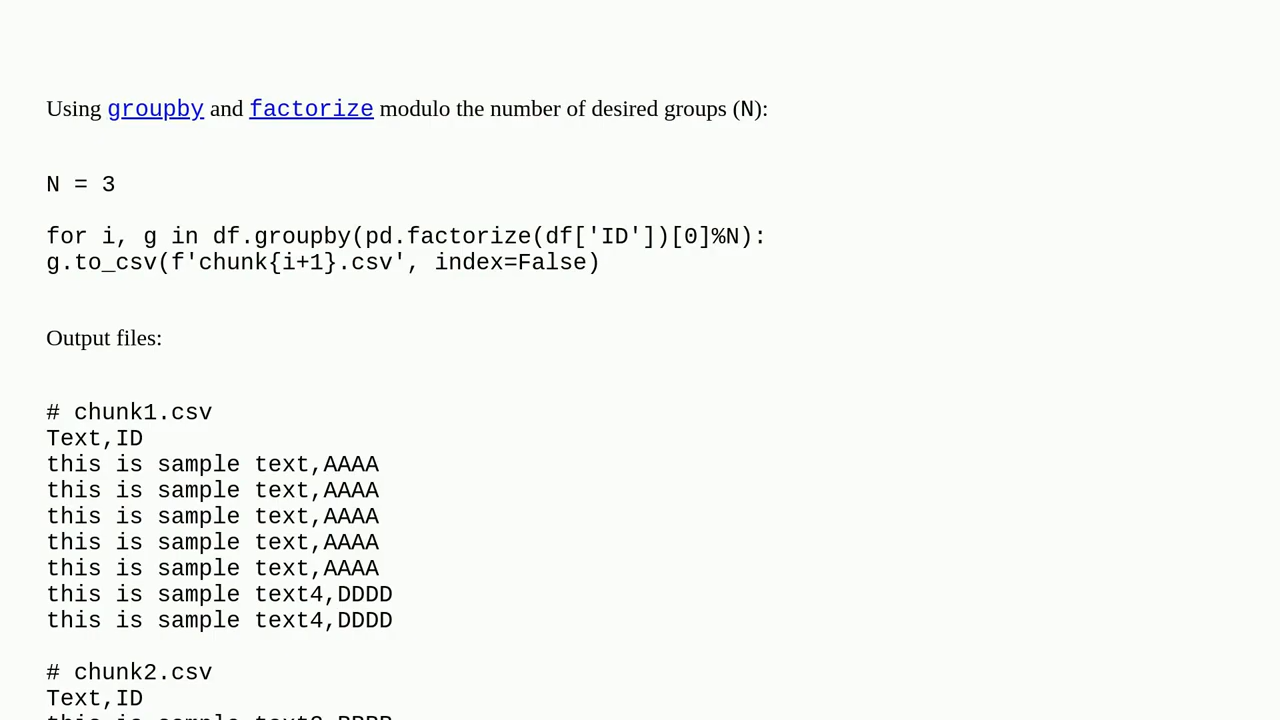 Using groupby and factorize modulo the number of desired groups (N):
N = 3
for i, g in df.groupby(pd.factorize(df['ID'])[0]%N):
g.to_csv(f'chunk{i+1}.csv', index=False)
Output files:
# chunk1.csv
Text,ID
this is sample text,AAAA
this is sample text,AAAA
this is sample text,AAAA
this is sample text,AAAA
this is sample text,AAAA
this is sample text4,DDDD
this is sample text4,DDDD
# chunk2.csv
Text,ID
this is sample